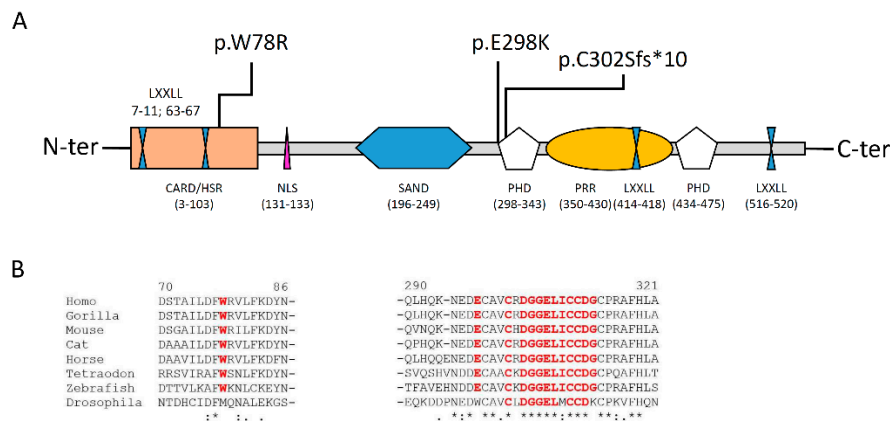 A
p.W78R
p.E298K
p.C302Sfs*10
LXXLL
7-11; 63-67
N-ter
C-ter
CARD/HSR
(3-103)
NLS
(131-133)
SAND
(196-249)
PHD
(298-343)
PRR
(350-430)
LXXLL
(414-418)
PHD
(434-475)
LXXLL
(516-520)
B
70 86 290 321
Homo DSTAILDFWRVLFKDYN- -QLHQK-NEDECAVCRDGGELICCDGCPRAFHLA
Gorilla DSTAILDFWRVLFKDYN- -QLHQK-NEDECAVCRDGGELICCDGCPRAFHLA
Mouse DSGAILDFWRILFKDYN- -QVNQK-NEDECAVCHDGGELICCDGCPRAFHLA
Cat DAAAILDFWRVLFKDYN- -QPHQK-NEDECAVCRDGGELICCDGCPRAFHLA
Horse DAAVILDFWRVLFKDFN- -QLHQQENEDECAVCRDGGELICCDGCPRAFHLA
Tetraodon RRSVIRAFWSNLFKDYN- -SVQSHVNDDECAACKDGGELICCDGCPQAFHLT
Zebrafish DTTVLKAFWKNLCKEYN- -TFAVEHNDDECAACKDGGELICCDGCPRAFHLS
Drosophila NTDHCIDFMQNALEKGS- -EQKDDPNEDWCAVCLDGGELMCCDKCPKVFHQN
:* :. . . *:* **.* *****:*** **:.**